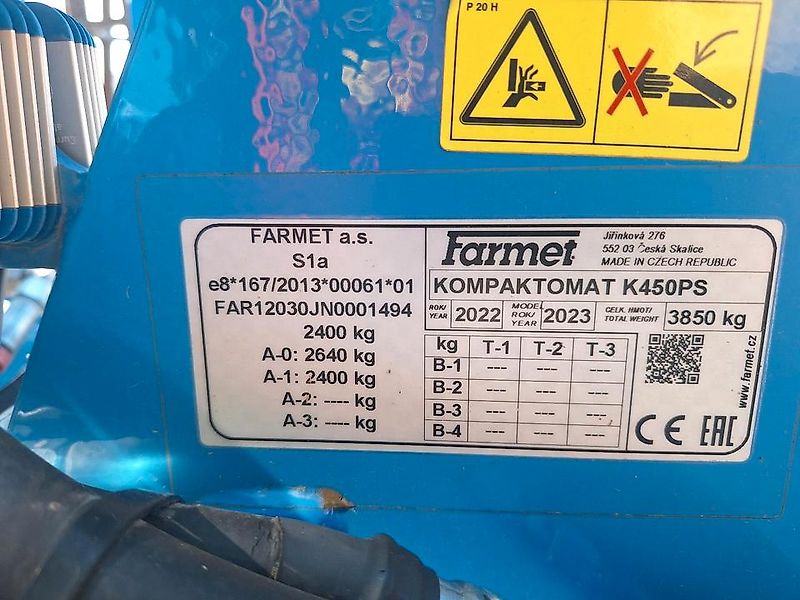 P 20 H
FARMET a.s.
S1a
e8*167/2013*00061*01
FAR12030JN0001494
2400 kg
A-0: 2640 kg
A-1: 2400 kg
A-2: ---- kg
A-3: ---- kg
Farmet
Jiřinková 276
552 03 Česká Skalice
MADE IN CZECH REPUBLIC
KOMPAKTOMAT K450PS
ROK/YEAR 2022 MODEL ROK/YEAR 2023 CELK. HMOT/TOTAL WEIGHT 3850 kg
kg T-1 T-2 T-3
B-1 --- --- ---
B-2 --- --- ---
B-3 --- --- ---
B-4 --- --- ---
www.farmet.cz
CE EAC